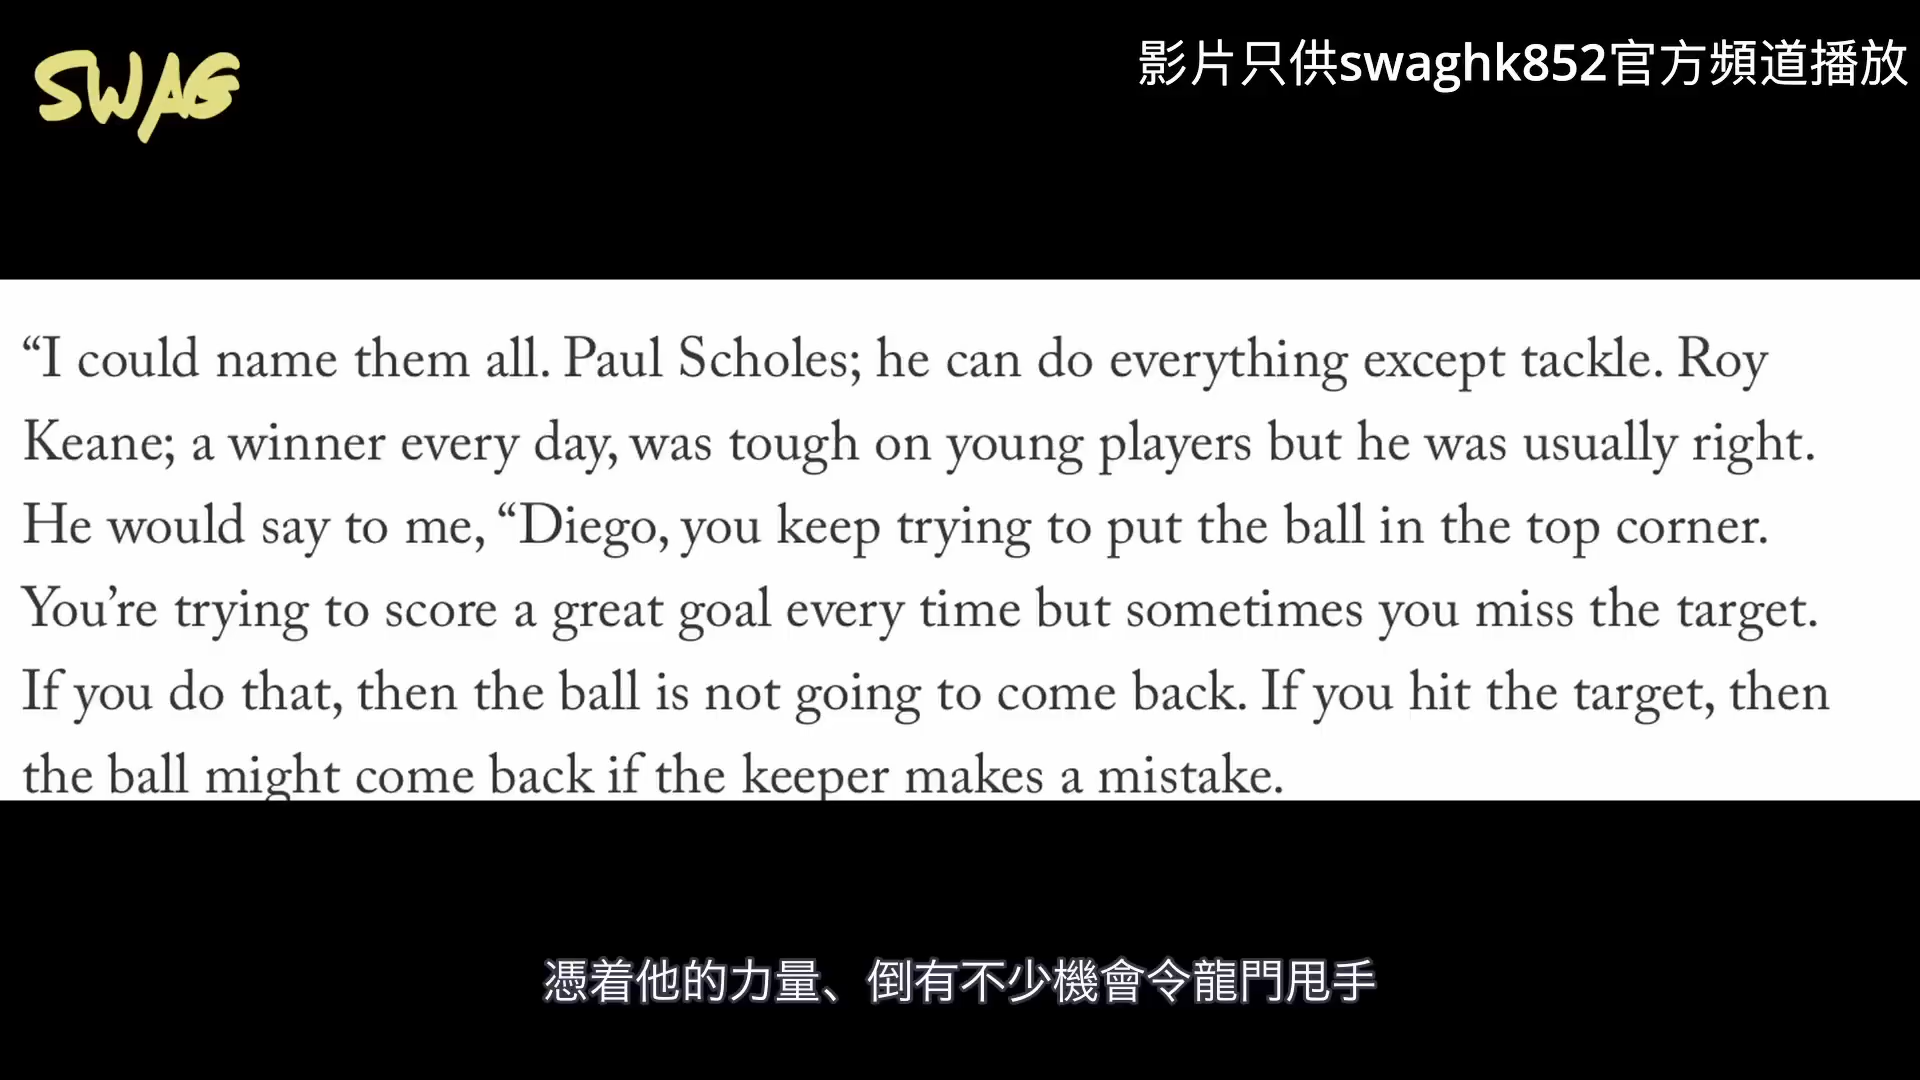 SWAG
影片只供swaghk852官方頻道播放
“I could name them all. Paul Scholes; he can do everything except tackle. Roy
Keane; a winner every day, was tough on young players but he was usually right.
He would say to me, “Diego, you keep trying to put the ball in the top corner.
You’re trying to score a great goal every time but sometimes you miss the target.
If you do that, then the ball is not going to come back. If you hit the target, then
the ball might come back if the keeper makes a mistake.
憑着他的力量、倒有不少機會令龍門甩手